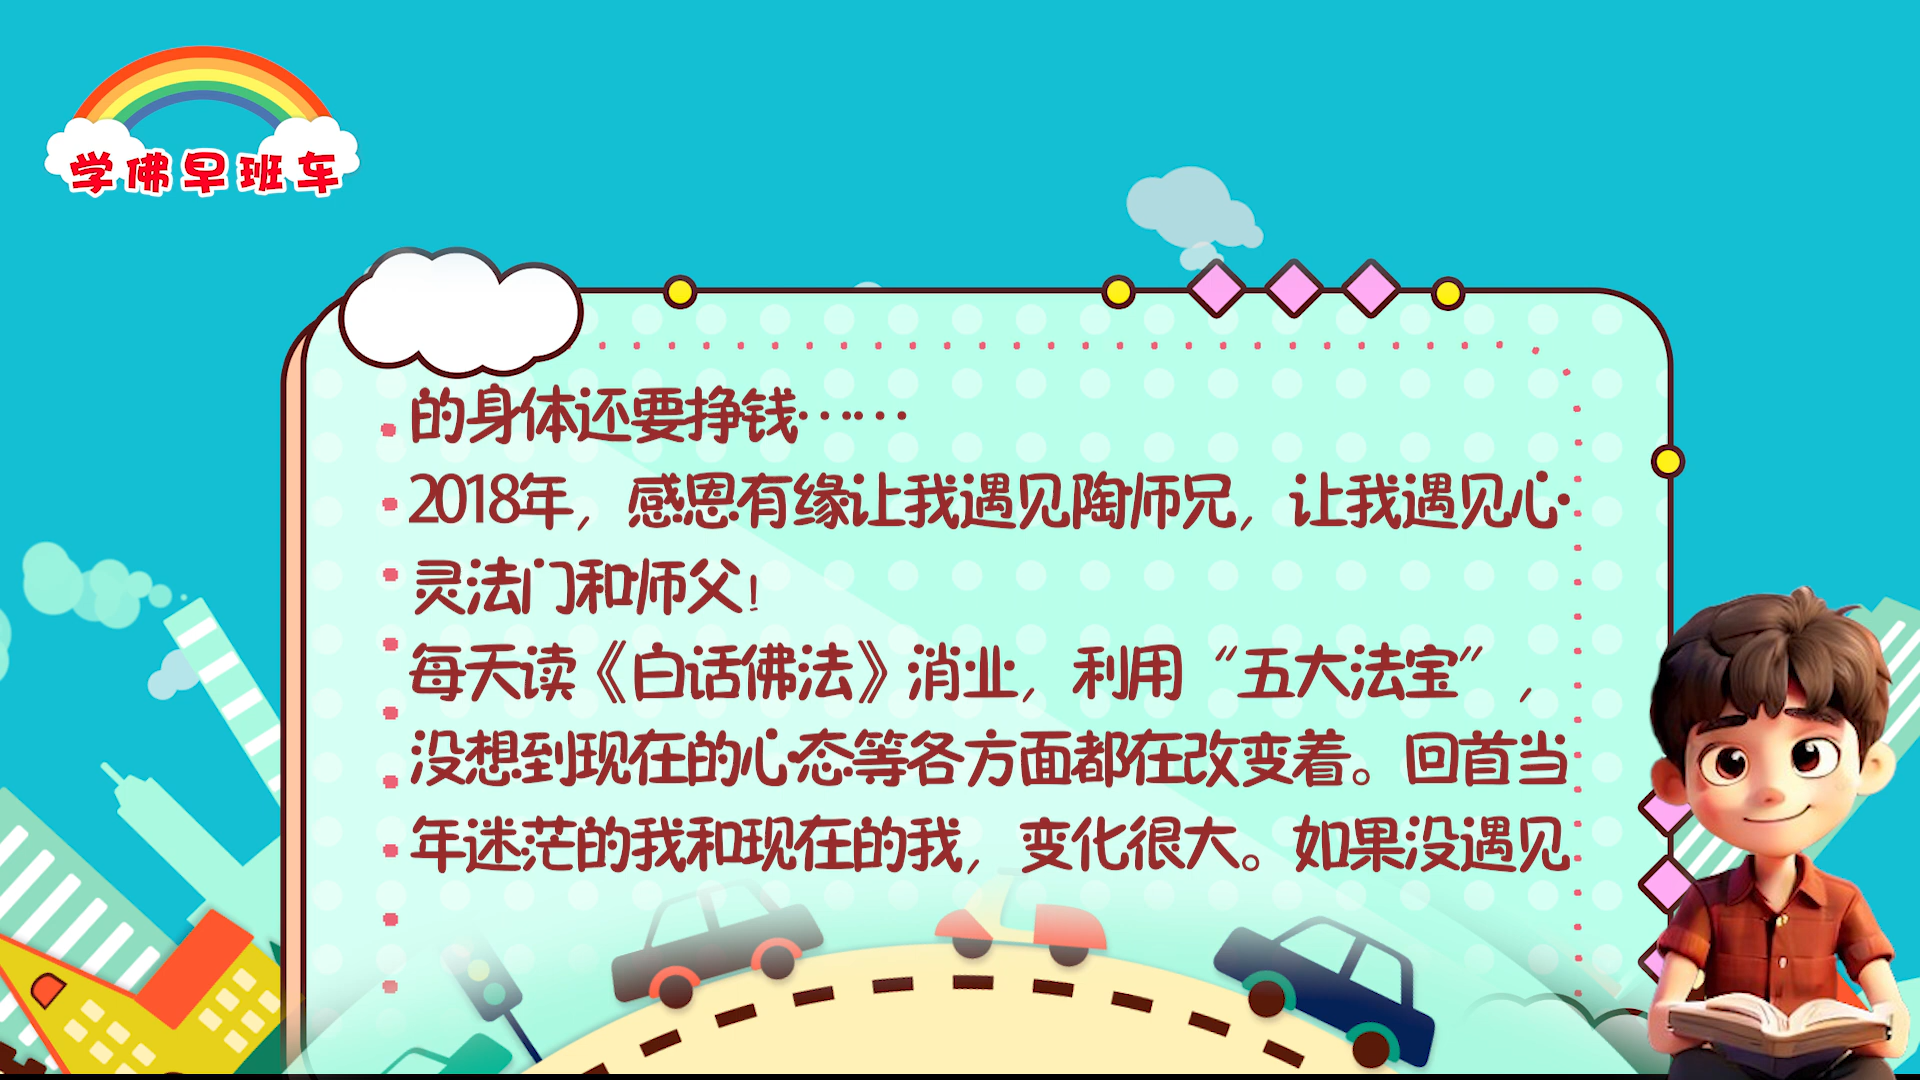 学佛早班车
的身体还要挣钱……
2018年，感恩有缘让我遇见陶师兄，让我遇见心
灵法门和师父！
每天读《白话佛法》消业，利用“五大法宝”，
没想到现在的心态等各方面都在改变着。回首当
年迷茫的我和现在的我，变化很大。如果没遇见